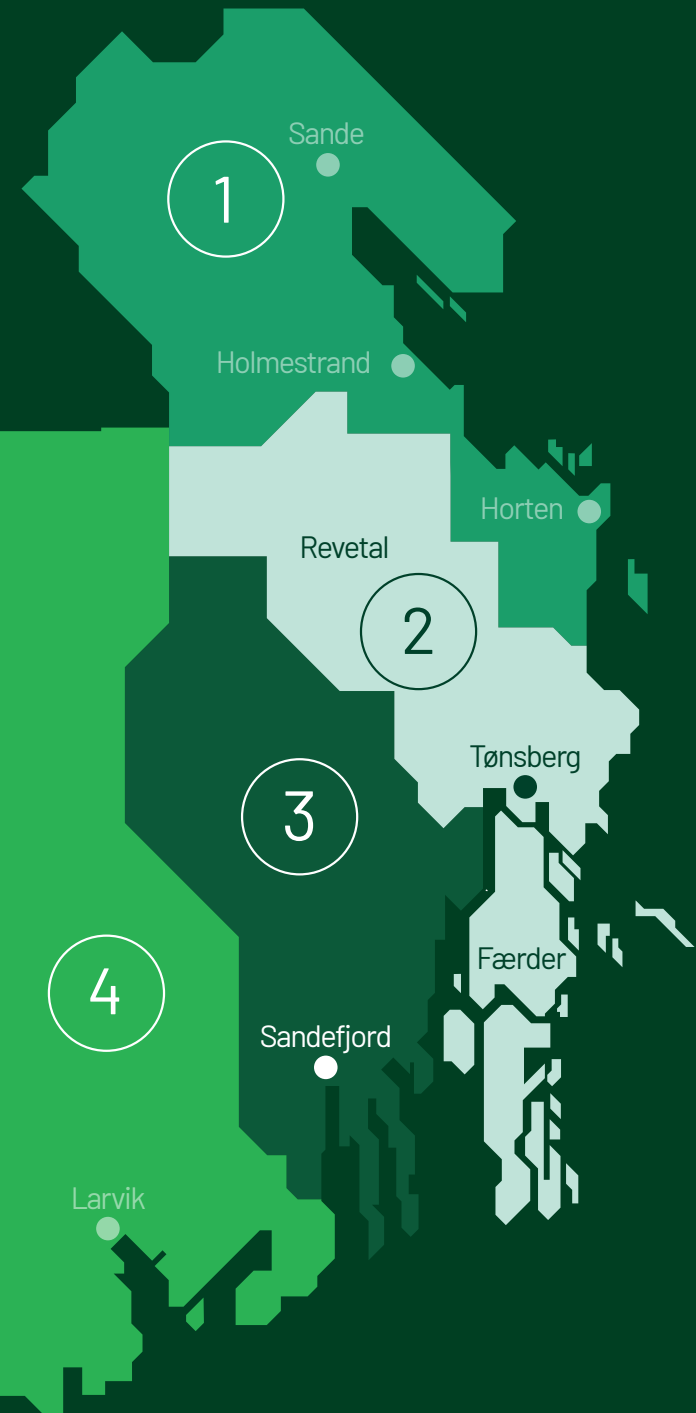 Sande
1
Holmestrand
Horten
Revetal
2
Tønsberg
3
Færder
4
Sandefjord
Larvik